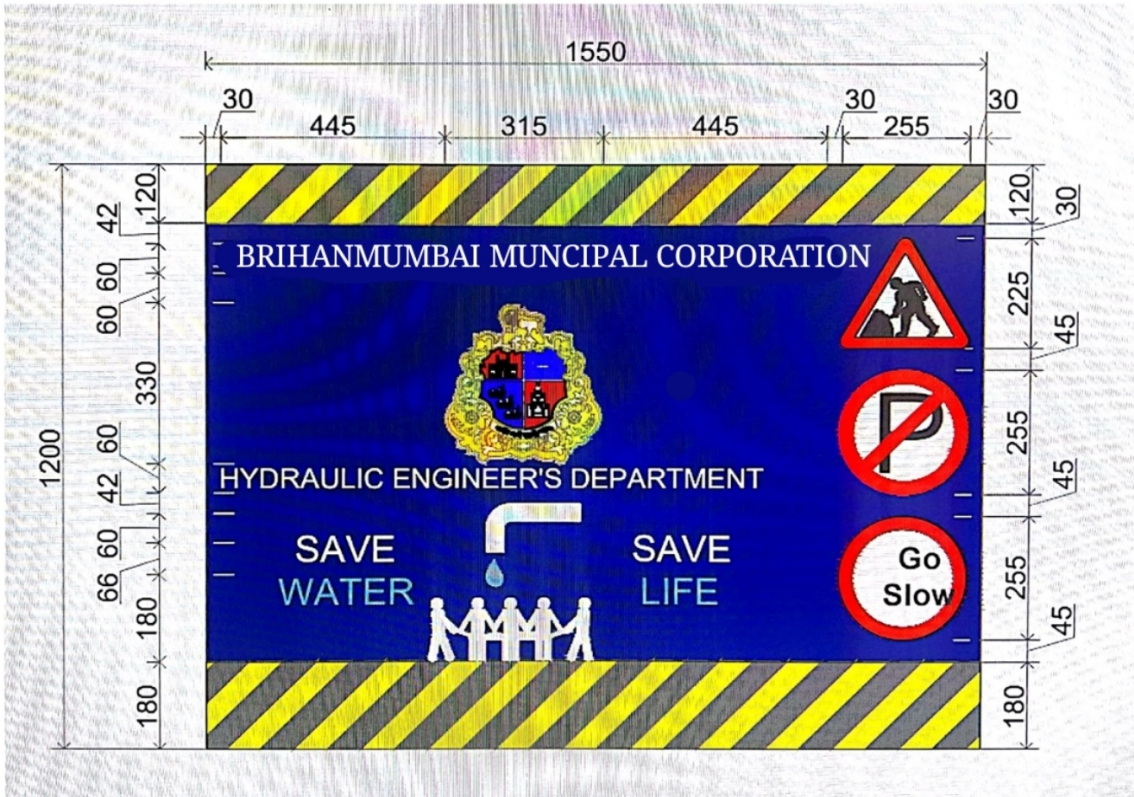 1550
30 30 30
445 315 445 255
120 120
42 30
BRIHANMUMBAI MUNCIPAL CORPORATION
60 225
60 45
330
1200 255
60
HYDRAULIC ENGINEER'S DEPARTMENT
42 45
60 SAVE SAVE Go
66 WATER LIFE Slow 255
180 45
180 180